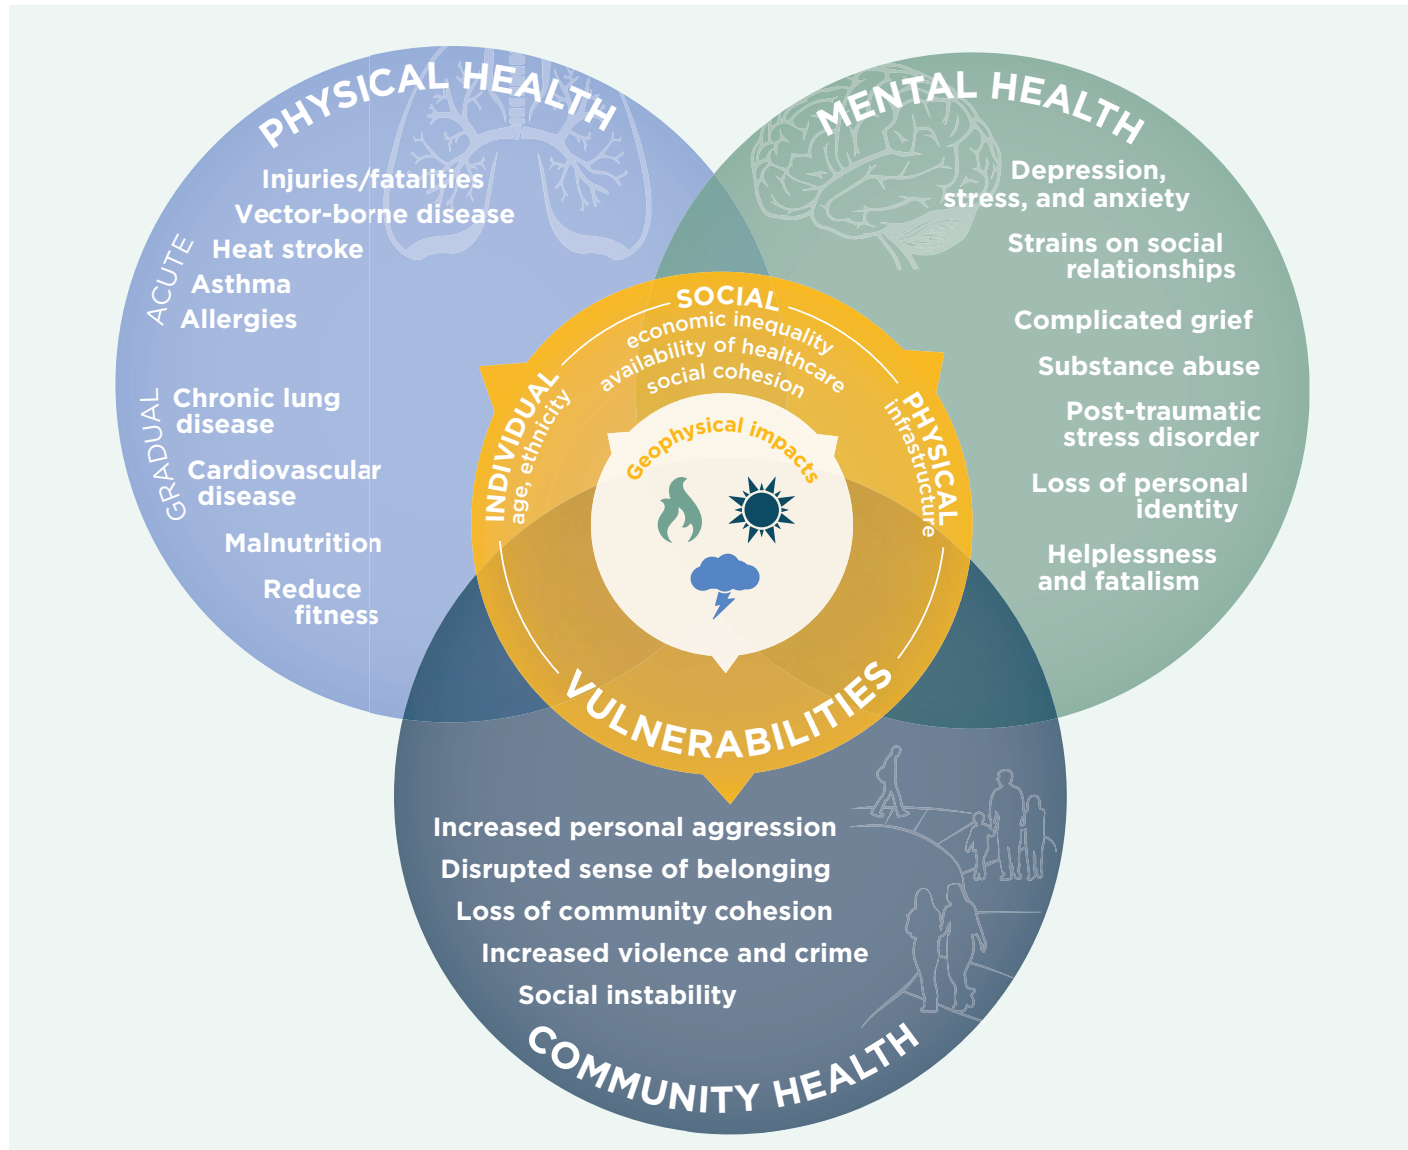 PHYSICAL HEALTH
ACUTE
Injuries/fatalities
Vector-borne disease
Heat stroke
Asthma
Allergies
GRADUAL
Chronic lung
disease
Cardiovascular
disease
Malnutrition
Reduce
fitness
MENTAL HEALTH
Depression,
stress, and anxiety
Strains on social
relationships
Complicated grief
Substance abuse
Post-traumatic
stress disorder
Loss of personal
identity
Helplessness
and fatalism
SOCIAL
economic inequality
availability of healthcare
social cohesion
INDIVIDUAL
age, ethnicity
PHYSICAL
infrastructure
Geophysical impacts
VULNERABILITIES
Increased personal aggression
Disrupted sense of belonging
Loss of community cohesion
Increased violence and crime
Social instability
COMMUNITY HEALTH